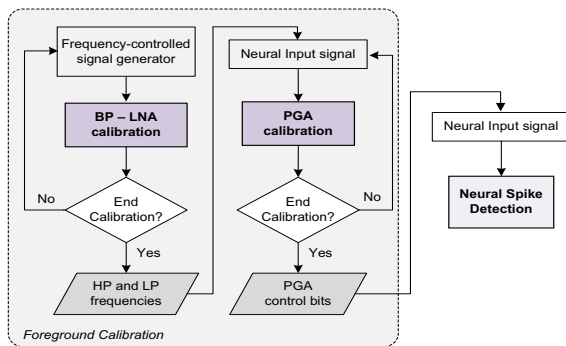 Frequency-controlled
signal generator
BP – LNA
calibration
No
End
Calibration?
Yes
HP and LP
frequencies
Neural Input signal
PGA
calibration
No
End
Calibration?
Yes
PGA
control bits
Foreground Calibration
Neural Input signal
Neural Spike
Detection